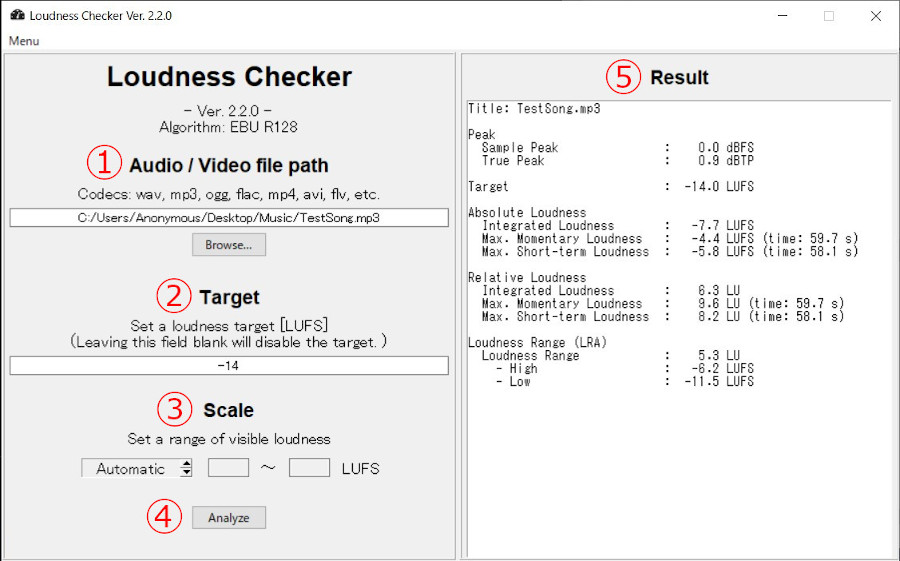 Loudness Checker Ver. 2.2.0
Menu
Loudness Checker
- Ver. 2.2.0 -
Algorithm: EBU R128
① Audio / Video file path
Codecs: wav, mp3, ogg, flac, mp4, avi, flv, etc.
C:/Users/Anonymous/Desktop/Music/TestSong.mp3
Browse...
② Target
Set a loudness target [LUFS]
(Leaving this field blank will disable the target. )
-14
③ Scale
Set a range of visible loudness
Automatic ～ LUFS
④ Analyze
⑤ Result
Title: TestSong.mp3
Peak
Sample Peak : 0.0 dBFS
True Peak : 0.9 dBTP
Target : -14.0 LUFS
Absolute Loudness
Integrated Loudness : -7.7 LUFS
Max. Momentary Loudness : -4.4 LUFS (time: 59.7 s)
Max. Short-term Loudness : -5.8 LUFS (time: 58.1 s)
Relative Loudness
Integrated Loudness : 6.3 LU
Max. Momentary Loudness : 9.6 LU (time: 59.7 s)
Max. Short-term Loudness : 8.2 LU (time: 58.1 s)
Loudness Range (LRA)
Loudness Range : 5.3 LU
- High : -6.2 LUFS
- Low : -11.5 LUFS